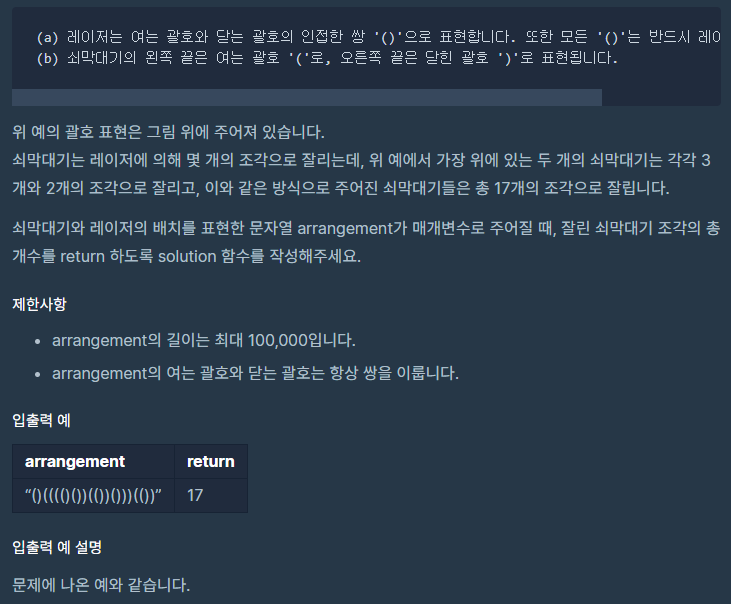 (a) 레이저는 여는 괄호와 닫는 괄호의 인접한 쌍 '()'으로 표현합니다. 또한 모든 '()'는 반드시 레이
(b) 쇠막대기의 왼쪽 끝은 여는 괄호 '('로, 오른쪽 끝은 닫힌 괄호 ')'로 표현됩니다.
위 예의 괄호 표현은 그림 위에 주어져 있습니다.
쇠막대기는 레이저에 의해 몇 개의 조각으로 잘리는데, 위 예에서 가장 위에 있는 두 개의 쇠막대기는 각각 3
개와 2개의 조각으로 잘리고, 이와 같은 방식으로 주어진 쇠막대기들은 총 17개의 조각으로 잘립니다.
쇠막대기와 레이저의 배치를 표현한 문자열 arrangement가 매개변수로 주어질 때, 잘린 쇠막대기 조각의 총
개수를 return 하도록 solution 함수를 작성해주세요.
제한사항
• arrangement의 길이는 최대 100,000입니다.
• arrangement의 여는 괄호와 닫는 괄호는 항상 쌍을 이룹니다.
입출력 예
arrangement return
“()(((()())(())()))(())” 17
입출력 예 설명
문제에 나온 예와 같습니다.